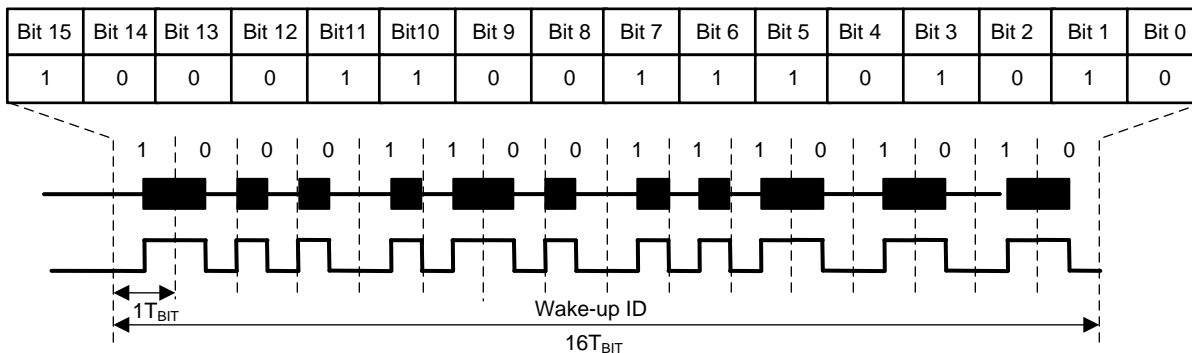 Bit 15 Bit 14 Bit 13 Bit 12 Bit11 Bit10 Bit 9 Bit 8 Bit 7 Bit 6 Bit 5 Bit 4 Bit 3 Bit 2 Bit 1 Bit 0
1 0 0 0 1 1 0 0 1 1 1 0 1 0 1 0
1 0 0 0 1 1 0 0 1 1 1 0 1 0 1 0
1TBIT
Wake-up ID
16TBIT